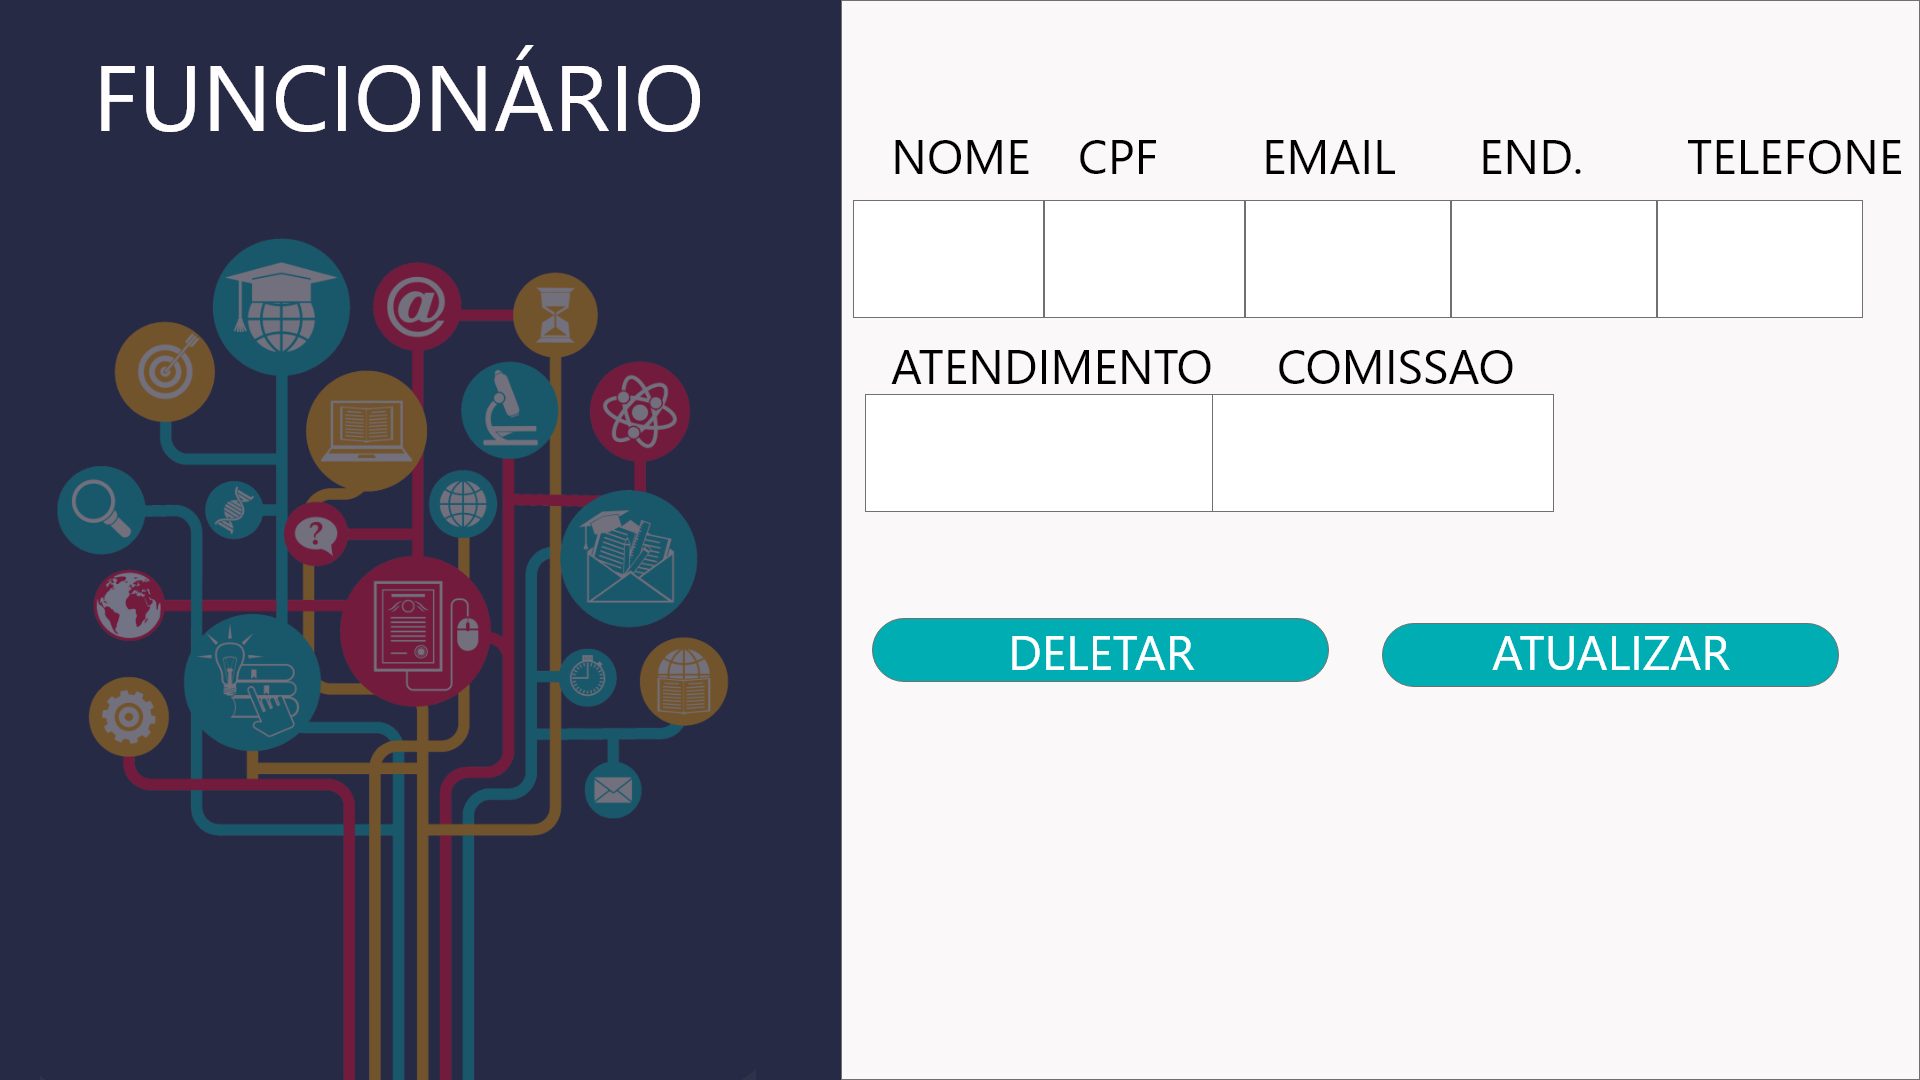 FUNCIONÁRIO
NOME CPF EMAIL END. TELEFONE
ATENDIMENTO COMISSAO
DELETAR ATUALIZAR
@
?